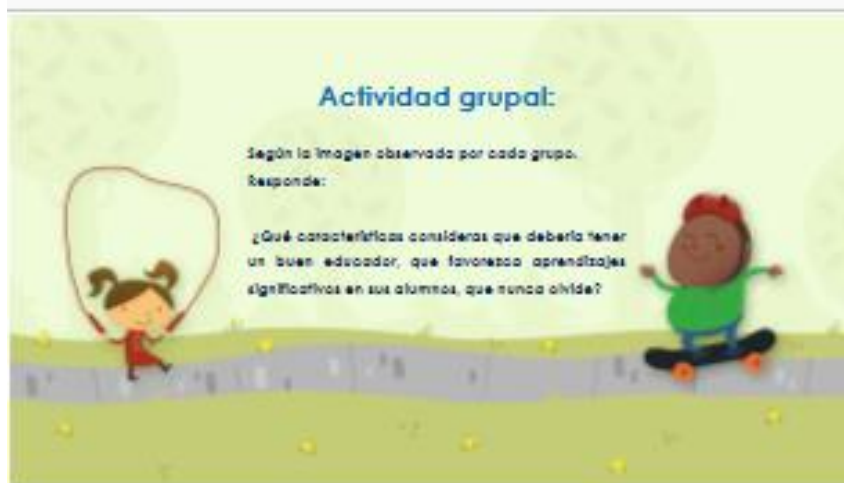 Actividad grupal:
Según la imagen observada por cada grupo.
Responde:
¿Qué características consideras que debería tener
un buen educador, que favorezca aprendizajes
significativos en sus alumnos, que nunca olvide?